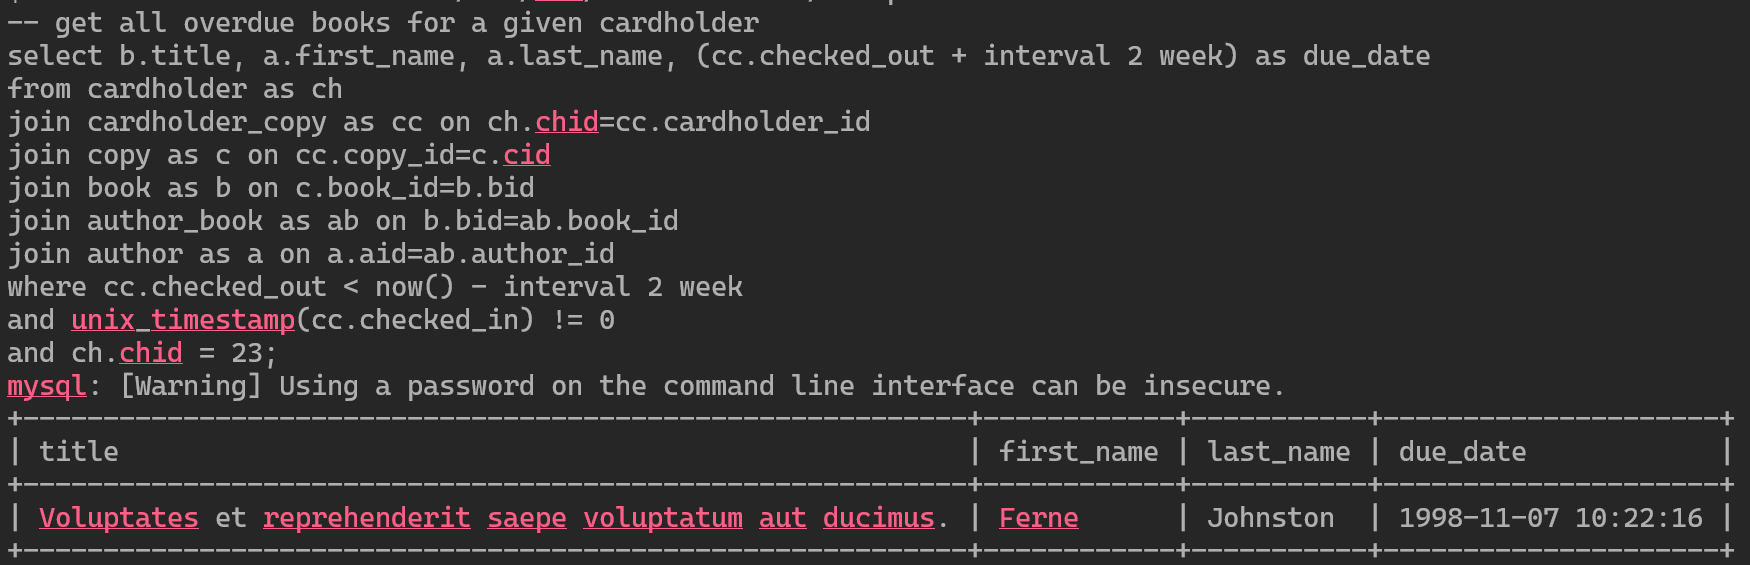 -- get all overdue books for a given cardholder
select b.title, a.first_name, a.last_name, (cc.checked_out + interval 2 week) as due_date
from cardholder as ch
join cardholder_copy as cc on ch.chid=cc.cardholder_id
join copy as c on cc.copy_id=c.cid
join book as b on c.book_id=b.bid
join author_book as ab on b.bid=ab.book_id
join author as a on a.aid=ab.author_id
where cc.checked_out < now() - interval 2 week
and unix_timestamp(cc.checked_in) != 0
and ch.chid = 23;
mysql: [Warning] Using a password on the command line interface can be insecure.
+----------------------------------------------------------+------------+-----------+---------------------+
| title                                                    | first_name | last_name | due_date            |
+----------------------------------------------------------+------------+-----------+---------------------+
| Voluptates et reprehenderit saepe voluptatum aut ducimus. | Ferne      | Johnston  | 1998-11-07 10:22:16 |
+----------------------------------------------------------+------------+-----------+---------------------+